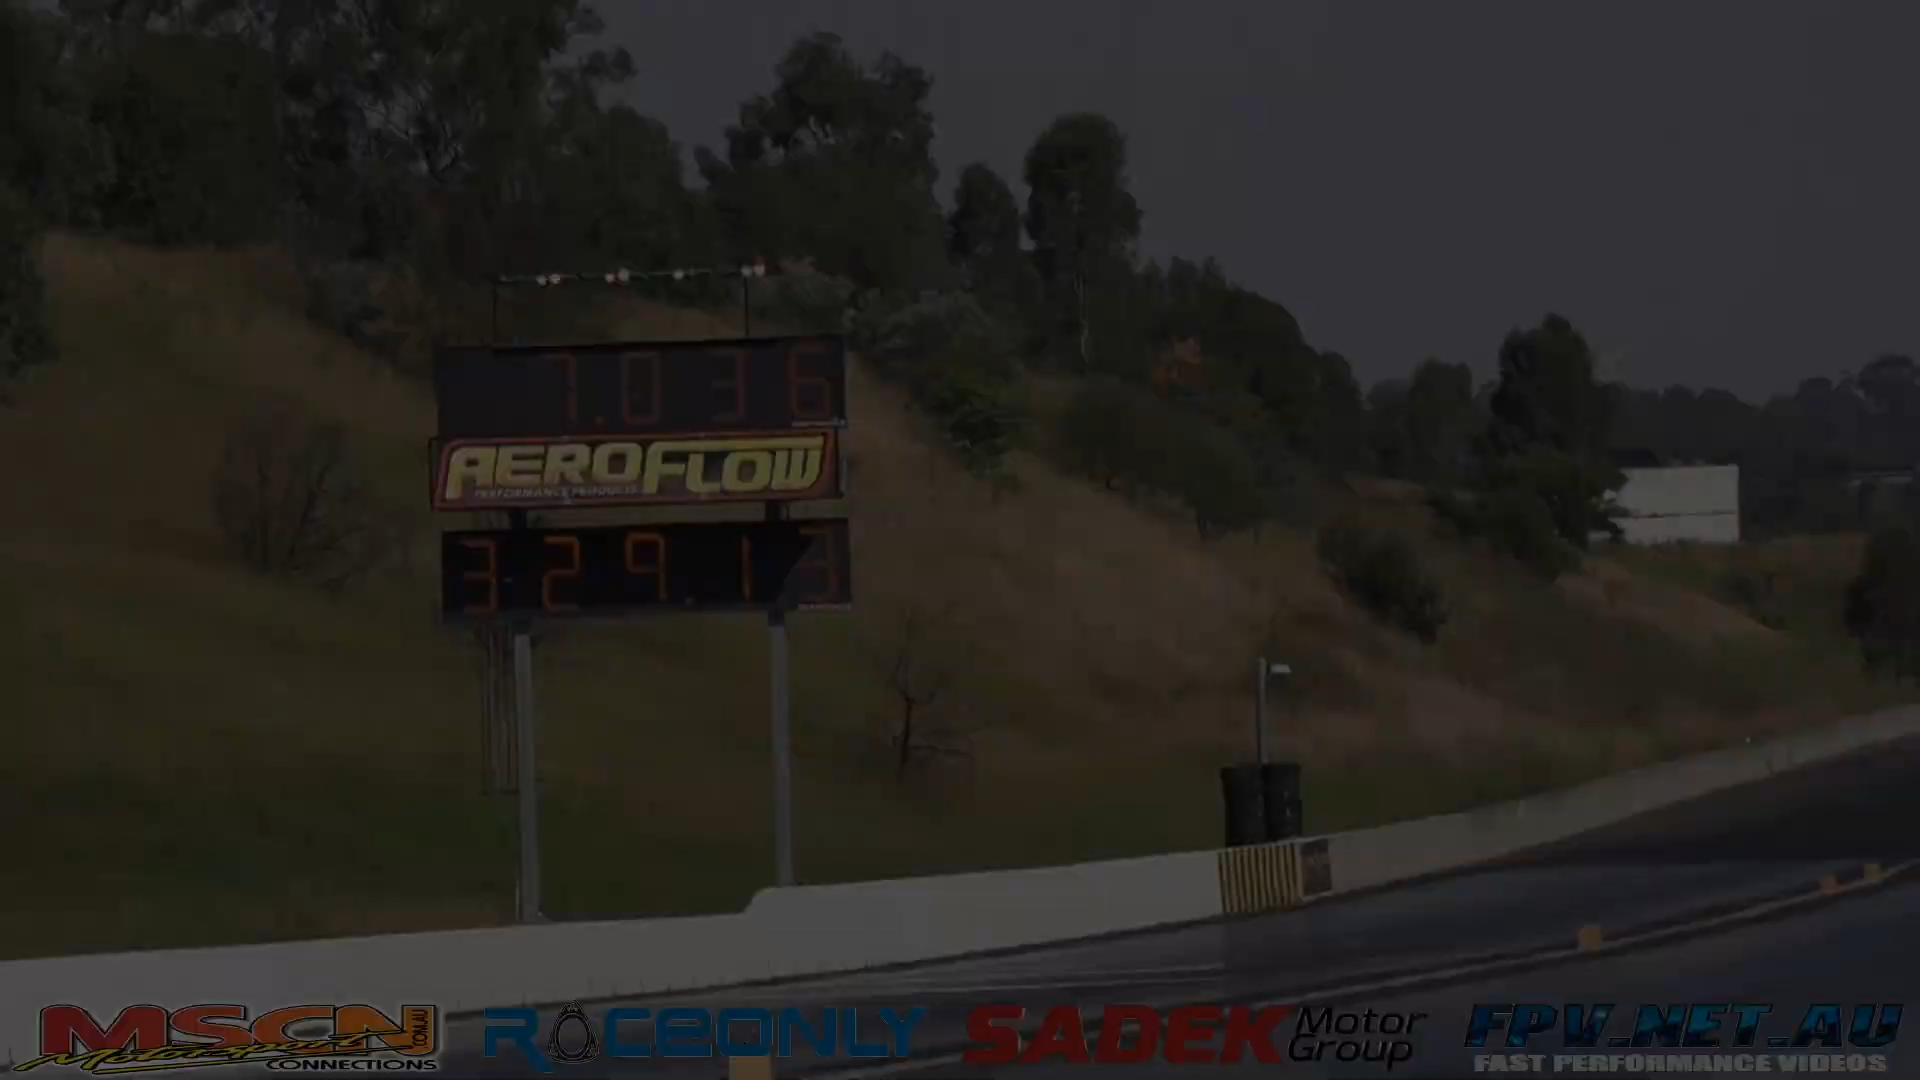 7.036
AEROFLOW
PERFORMANCE PRODUCTS
329.13
MSCN
.COM.AU
Motorsport
CONNECTIONS
RACEONLY
SADEK Motor Group
FPV.NET.AU
FAST PERFORMANCE VIDEOS